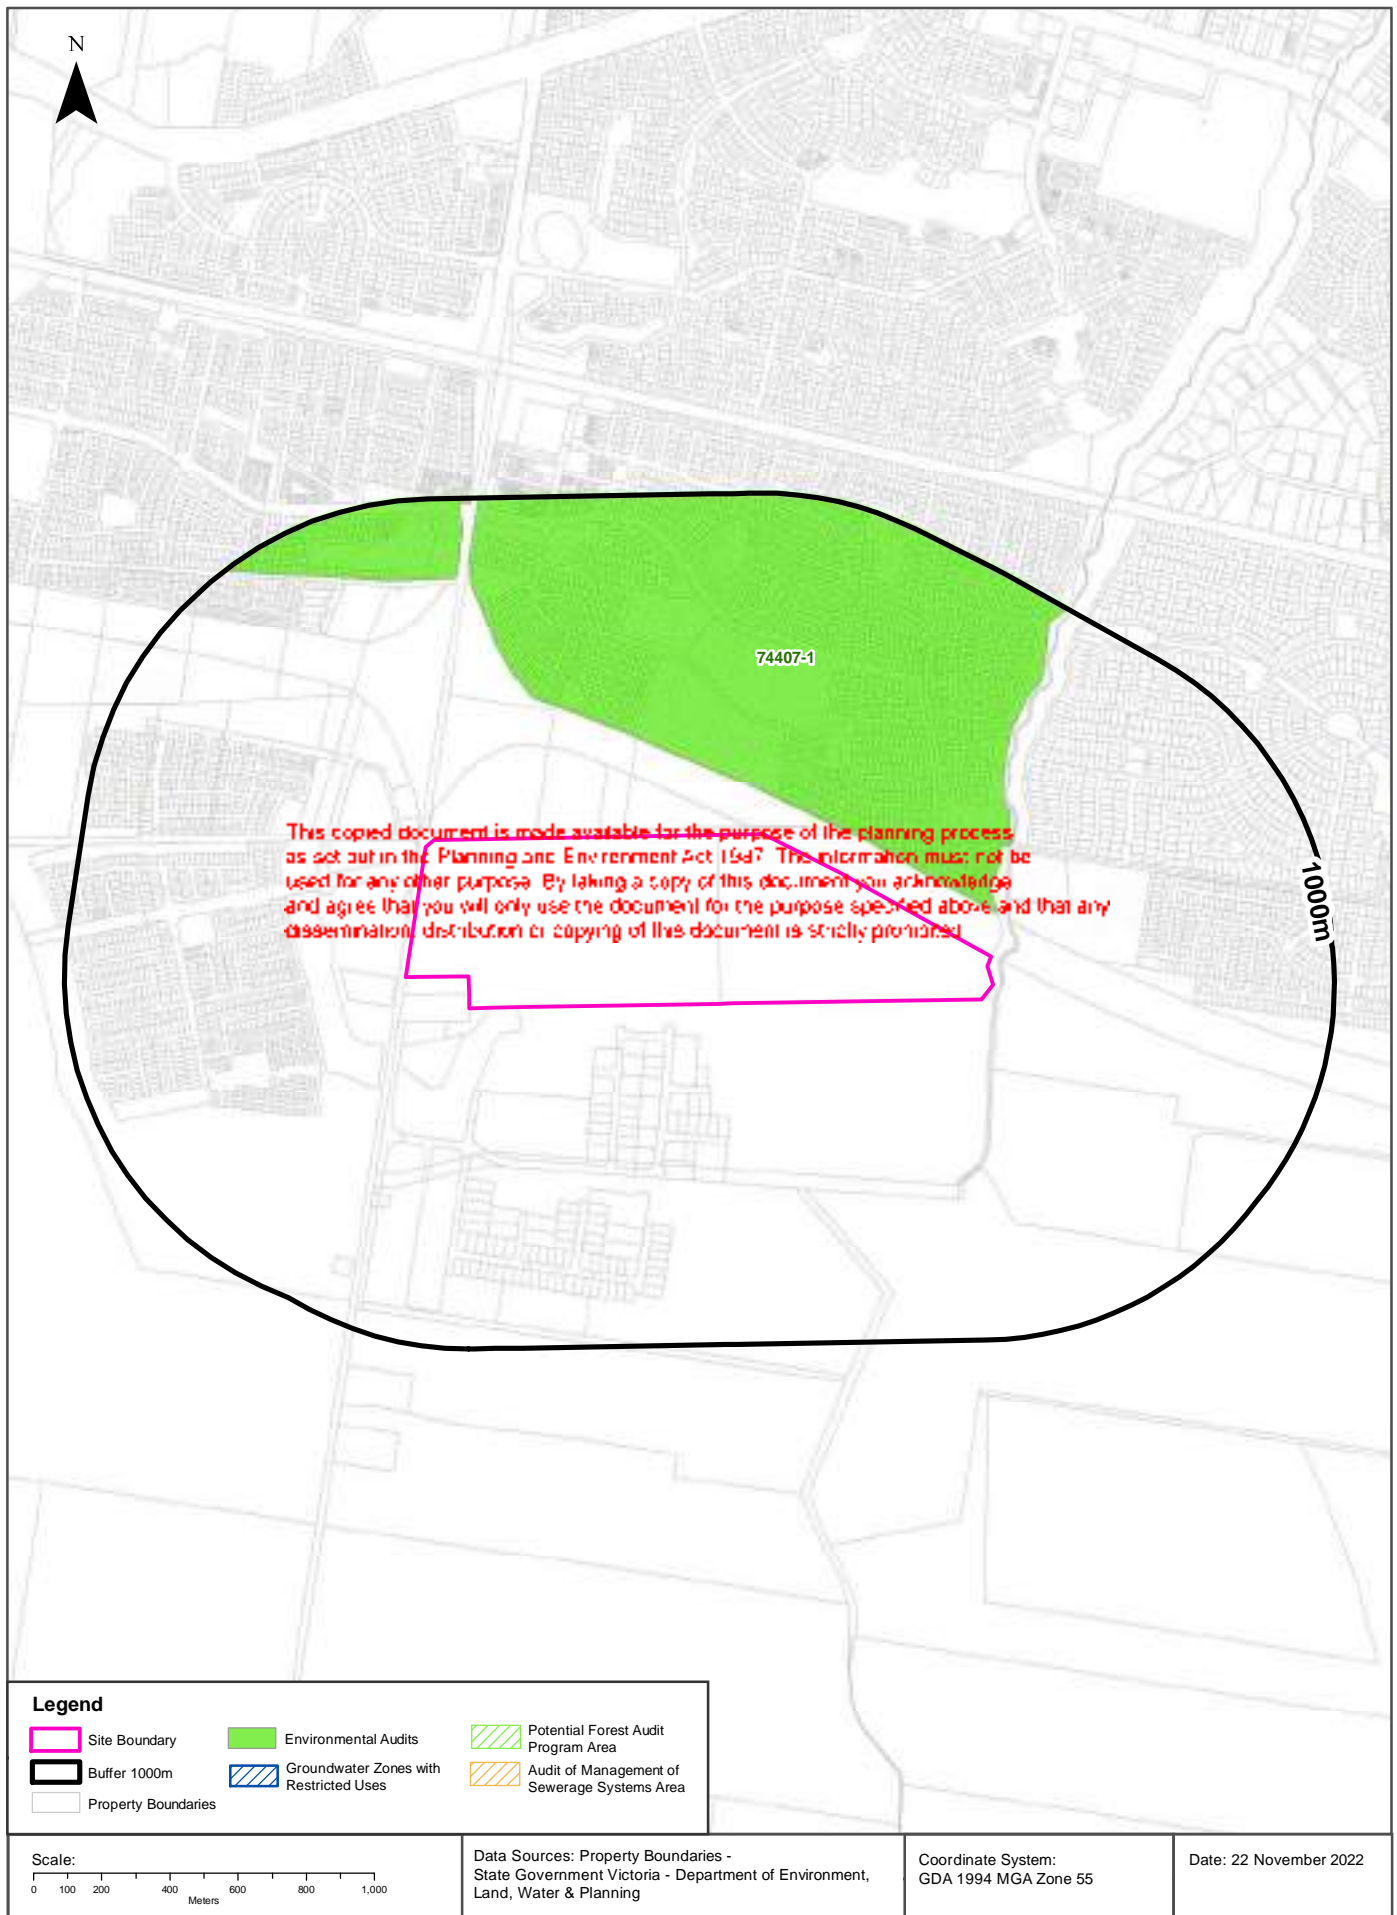 N
74407-1
This copied document is made available for the purpose of the planning process
as set out in the Planning and Environment Act 1987. The information must not be
used for any other purpose. By taking a copy of this document you acknowledge
and agree that you will only use the document for the purpose specified above and that any
dissemination, distribution or copying of this document is strictly prohibited
1000m
Legend
Site Boundary
Environmental Audits
Potential Forest Audit
Program Area
Buffer 1000m
Groundwater Zones with
Restricted Uses
Audit of Management of
Sewerage Systems Area
Property Boundaries
Scale:
0 100 200 400 600 800 1,000
Meters
Data Sources: Property Boundaries -
State Government Victoria - Department of Environment,
Land, Water & Planning
Coordinate System:
GDA 1994 MGA Zone 55
Date: 22 November 2022